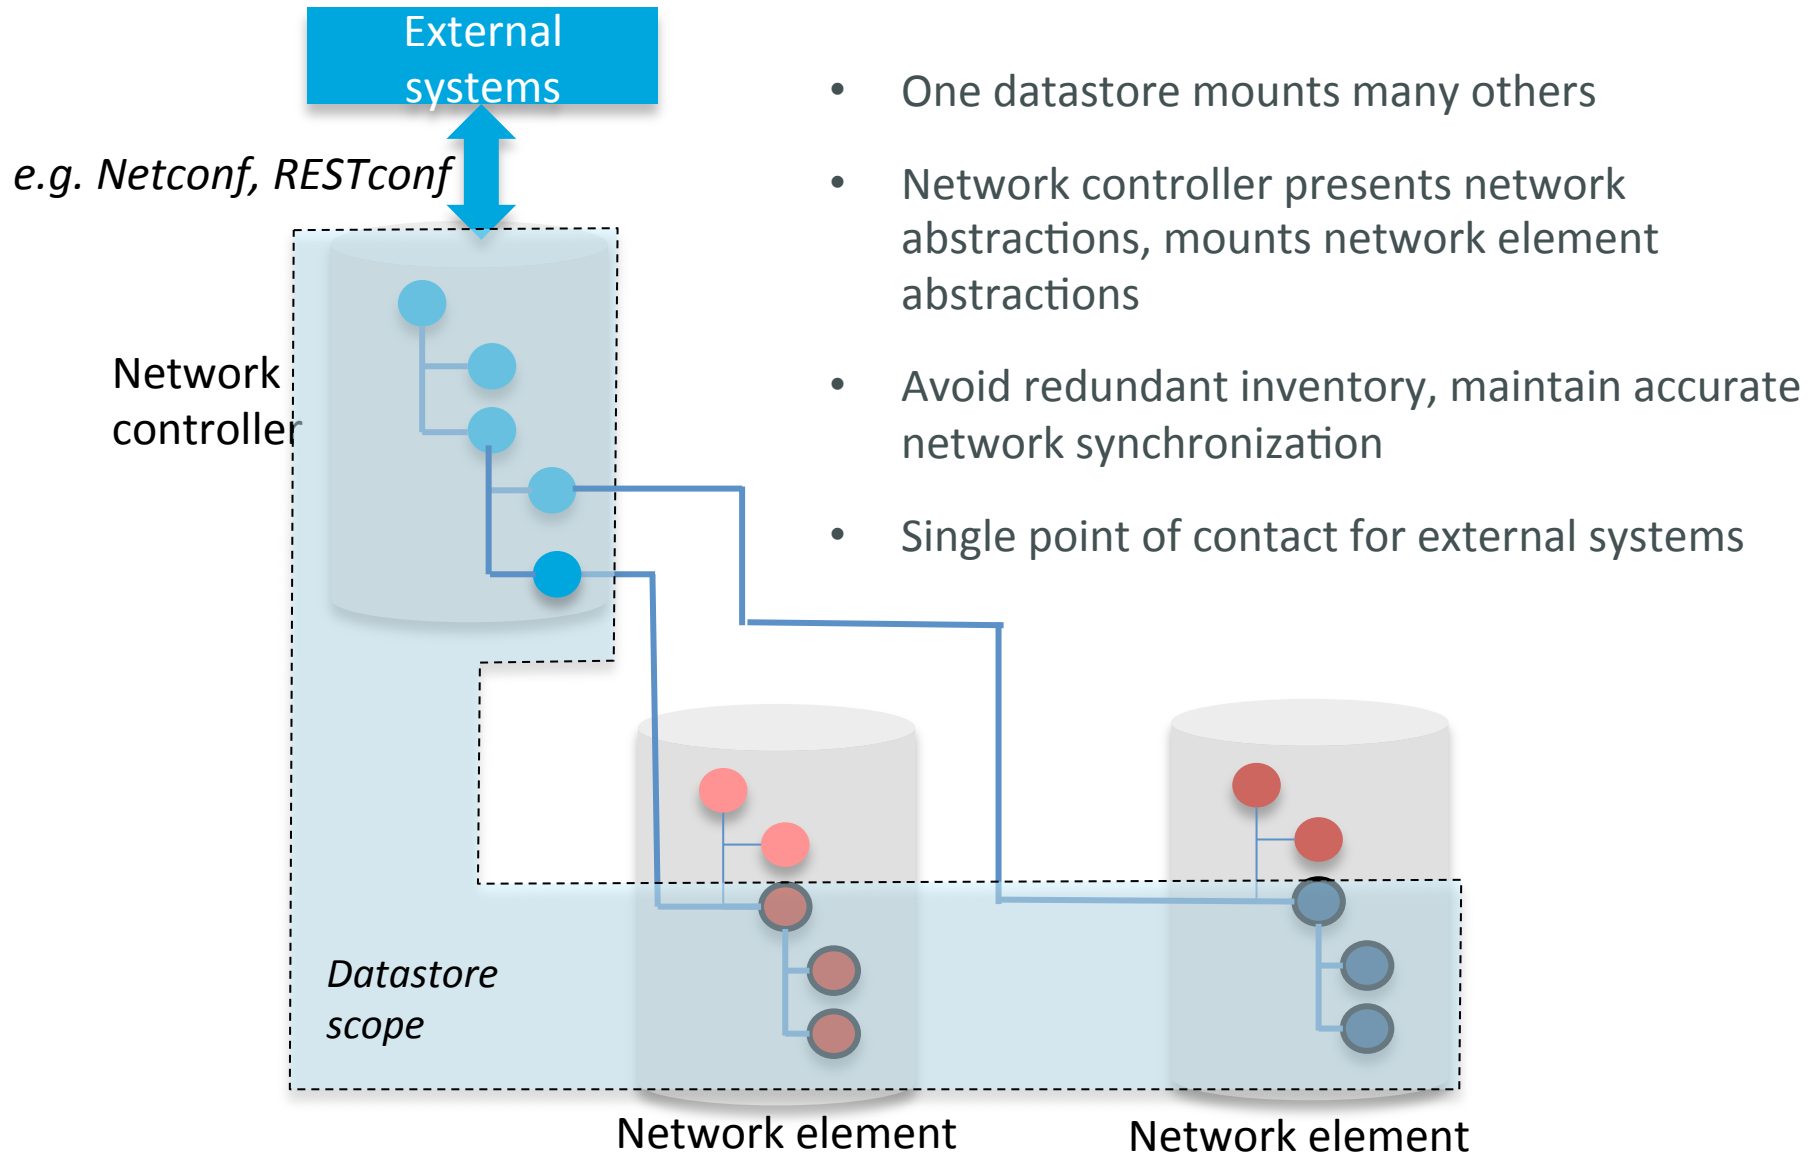 External
systems
e.g. Netconf, RESTconf
Network
controller
• One datastore mounts many others
• Network controller presents network
abstractions, mounts network element
abstractions
• Avoid redundant inventory, maintain accurate
network synchronization
• Single point of contact for external systems
Datastore
scope
Network element
Network element